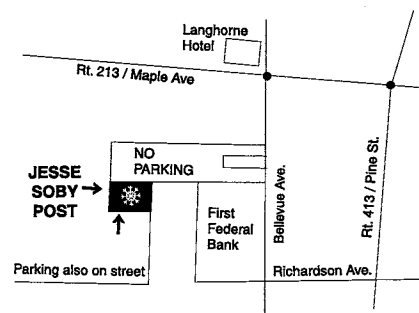 Langhorne
Hotel
Rt. 213 / Maple Ave
NO
PARKING
JESSE
SOBY
POST
First
Federal
Bank
Bellevue Ave.
Rt. 413 / Pine St.
Parking also on street
Richardson Ave.